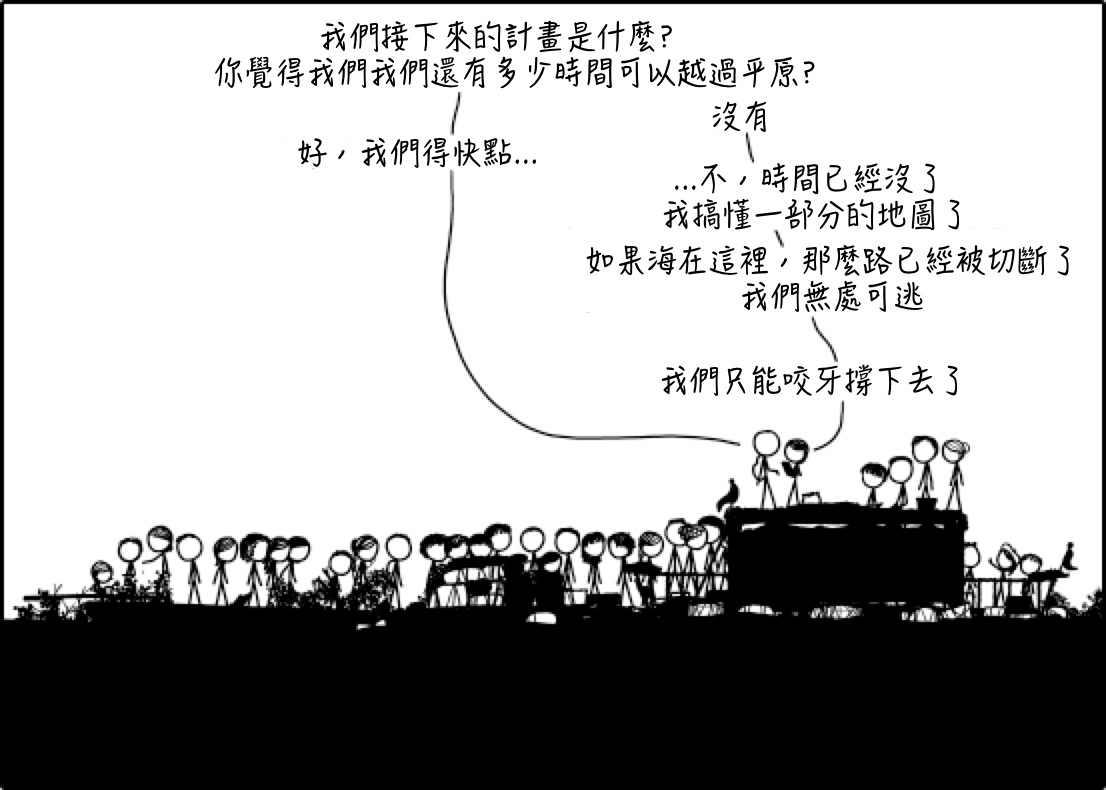 我們接下來的計畫是什麼?
你覺得我們我們還有多少時間可以越過平原?
沒有
好，我們得快點...
...不，時間已經沒了
我搞懂一部分的地圖了
如果海在這裡，那麼路已經被切斷了
我們無處可逃
我們只能咬牙撐下去了